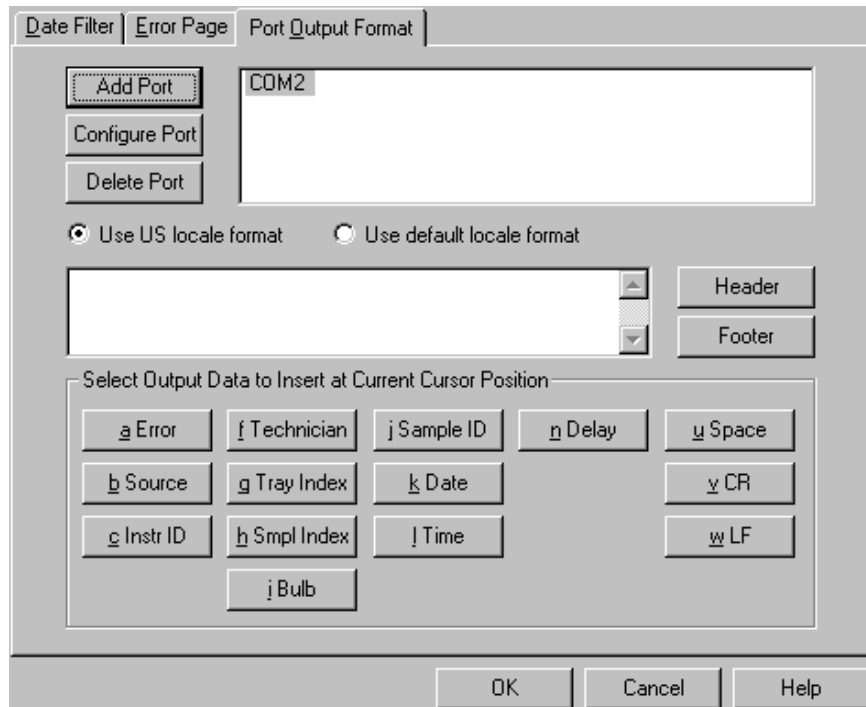 Date Filter Error Page Port Output Format
Add Port
COM2
Configure Port
Delete Port
Use US locale format Use default locale format
Header
Footer
Select Output Data to Insert at Current Cursor Position
a Error f Technician j Sample ID n Delay u Space
b Source g Tray Index k Date v CR
c Instr ID h Smpl Index l Time w LF
i Bulb
OK Cancel Help